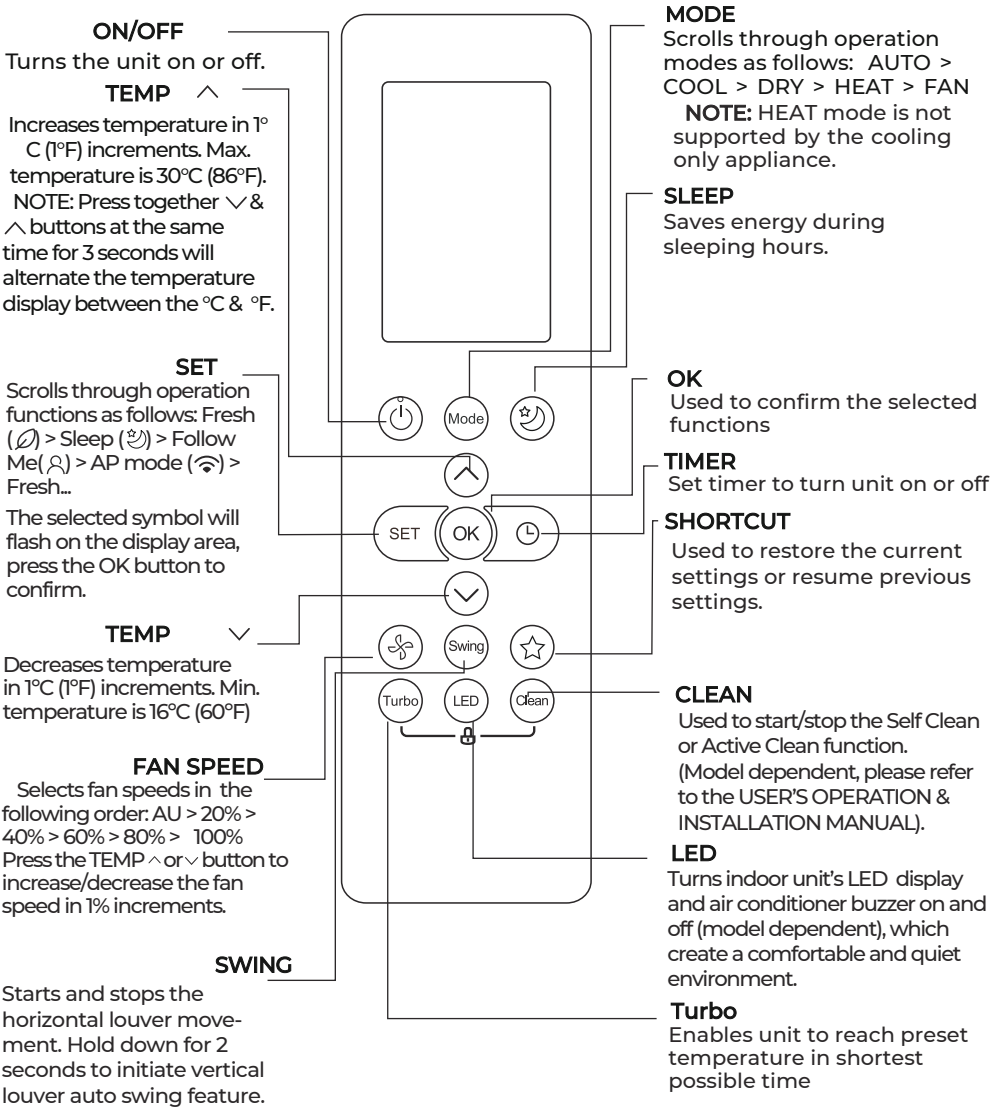 ON/OFF
Turns the unit on or off.
TEMP ︿
Increases temperature in 1°
C (1°F) increments. Max.
temperature is 30°C (86°F).
NOTE: Press together ﹀&
︿buttons at the same
time for 3 seconds will
alternate the temperature
display between the °C & °F.
SET
Scrolls through operation
functions as follows: Fresh
( ) > Sleep ( ) > Follow
Me( ) > AP mode ( ) >
Fresh...
The selected symbol will
flash on the display area,
press the OK button to
confirm.
TEMP ﹀
Decreases temperature
in 1°C (1°F) increments. Min.
temperature is 16°C (60°F)
FAN SPEED
Selects fan speeds in the
following order: AU > 20% >
40% > 60% > 80% > 100%
Press the TEMP ︿ or ﹀ button to
increase/decrease the fan
speed in 1% increments.
SWING
Starts and stops the
horizontal louver move-
ment. Hold down for 2
seconds to initiate vertical
louver auto swing feature.
Mode
SET
OK
Swing
Turbo
LED
Clean
MODE
Scrolls through operation
modes as follows: AUTO >
COOL > DRY > HEAT > FAN
NOTE: HEAT mode is not
supported by the cooling
only appliance.
SLEEP
Saves energy during
sleeping hours.
OK
Used to confirm the selected
functions
TIMER
Set timer to turn unit on or off
SHORTCUT
Used to restore the current
settings or resume previous
settings.
CLEAN
Used to start/stop the Self Clean
or Active Clean function.
(Model dependent, please refer
to the USER'S OPERATION &
INSTALLATION MANUAL).
LED
Turns indoor unit's LED display
and air conditioner buzzer on and
off (model dependent), which
create a comfortable and quiet
environment.
Turbo
Enables unit to reach preset
temperature in shortest
possible time